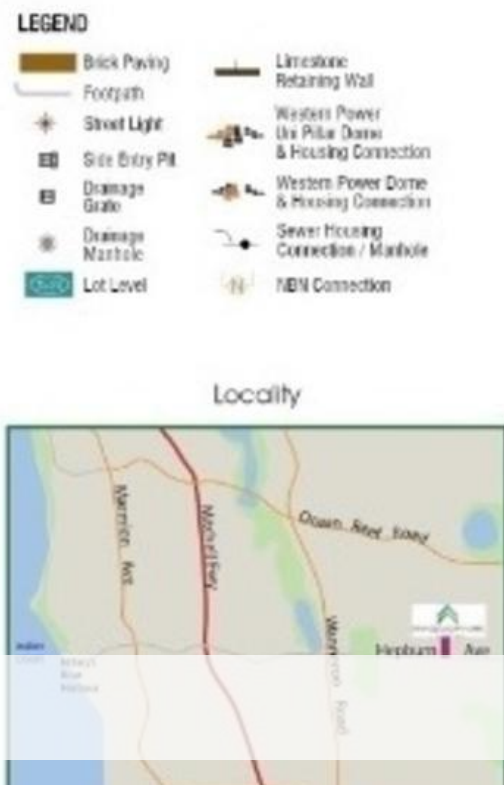 LEGEND
Brick Paving
Footpath
Street Light
Side Entry Pit
Drainage
Grate
Drainage
Manhole
Lot Level
Limestone
Retaining Wall
Western Power
Uni Pillar Dome
& Housing Connection
Western Power Dome
& Housing Connection
Sewer Housing
Connection / Manhole
NBN Connection
Locality
Marmion Ave
Mitchell Fwy
Ocean Reef Road
Wanneroo Road
Hepburn Ave